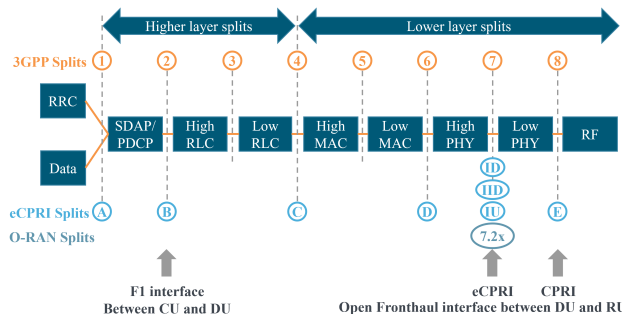 Higher layer splits Lower layer splits
3GPP Splits 1 2 3 4 5 6 7 8
RRC
Data
SDAP/ High Low High Low High Low RF
PDCP RLC RLC MAC MAC PHY PHY
ID
IID
eCPRI Splits A B C D IU E
O-RAN Splits 7.2x
F1 interface eCPRI CPRI
Between CU and DU Open Fronthaul interface between DU and RU